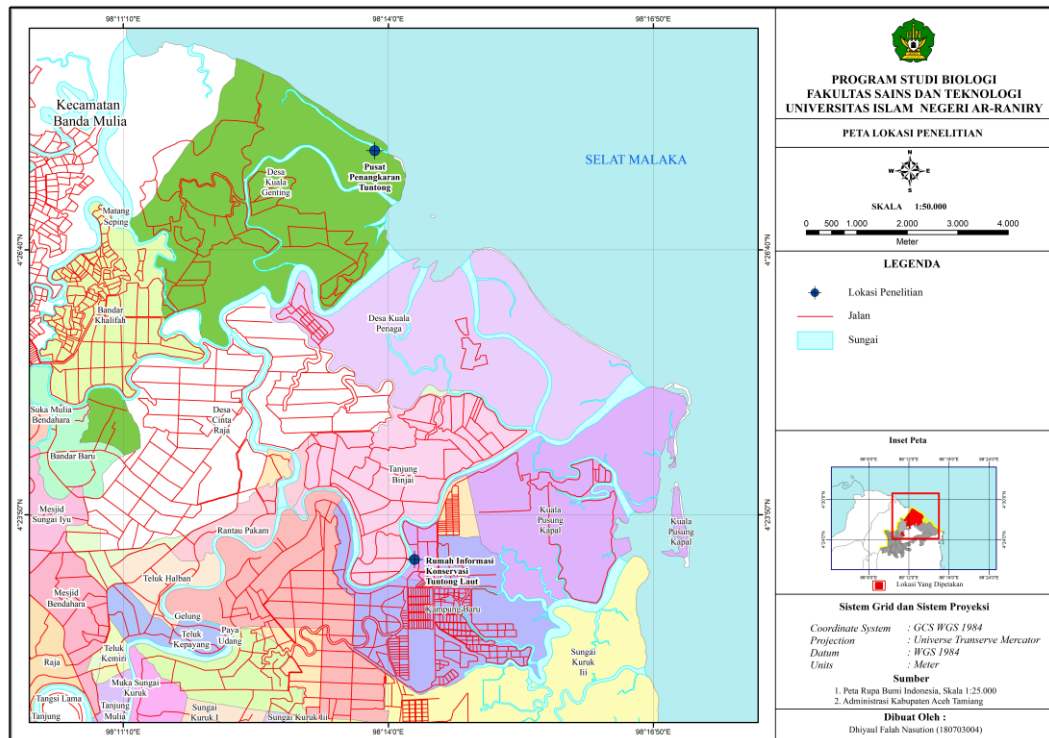 98°11'10"E
98°14'0"E
98°16'50"E
4°26'40"N
4°23'50"N
Kecamatan
Banda Mulia
SELAT MALAKA
Pusat
Penangkaran
Tuntong
Desa
Kuala
Genting
Matang
Seping
Bandar
Khalifah
Desa Kuala
Penaga
Suka Mulia
Bendahara
Desa
Cinta
Raja
Bandar Baru
Tanjung
Binjai
Mesjid
Sungai Iyu
Rantau Pakam
Kuala
Pusung
Kapal
Kuala
Pusung
Kapal
Rumah Informasi
Konservasi
Tuntong Laut
Kampung Baru
Teluk Halban
Mesjid
Bendahara
Gelung
Teluk
Kepayang
Paya
Udang
Teluk
Kemiri
Raja
Muka Sungai
Kuruk
Sungai
Kuruk
Iii
Tangsi Lama
Tanjung
Tanjung
Mulia
Sungai
Kuruk I
Sungai Kuruk Iii
98°11'10"E
98°14'0"E
98°16'50"E
4°26'40"N
4°23'50"N
UIN
PROGRAM STUDI BIOLOGI
FAKULTAS SAINS DAN TEKNOLOGI
UNIVERSITAS ISLAM NEGERI AR-RANIRY
PETA LOKASI PENELITIAN
N
W E
S
SKALA 1:50.000
0 500 1.000 2.000 3.000 4.000
Meter
LEGENDA
Lokasi Penelitian
Jalan
Sungai
Inset Peta
Lokasi Yang Dipetakan
Sistem Grid dan Sistem Proyeksi
Coordinate System : GCS WGS 1984
Projection : Universe Transerve Mercator
Datum : WGS 1984
Units : Meter
Sumber
1. Peta Rupa Bumi Indonesia, Skala 1:25.000
2. Administrasi Kabupaten Aceh Tamiang
Dibuat Oleh :
Dhiyaul Falah Nasution (180703004)